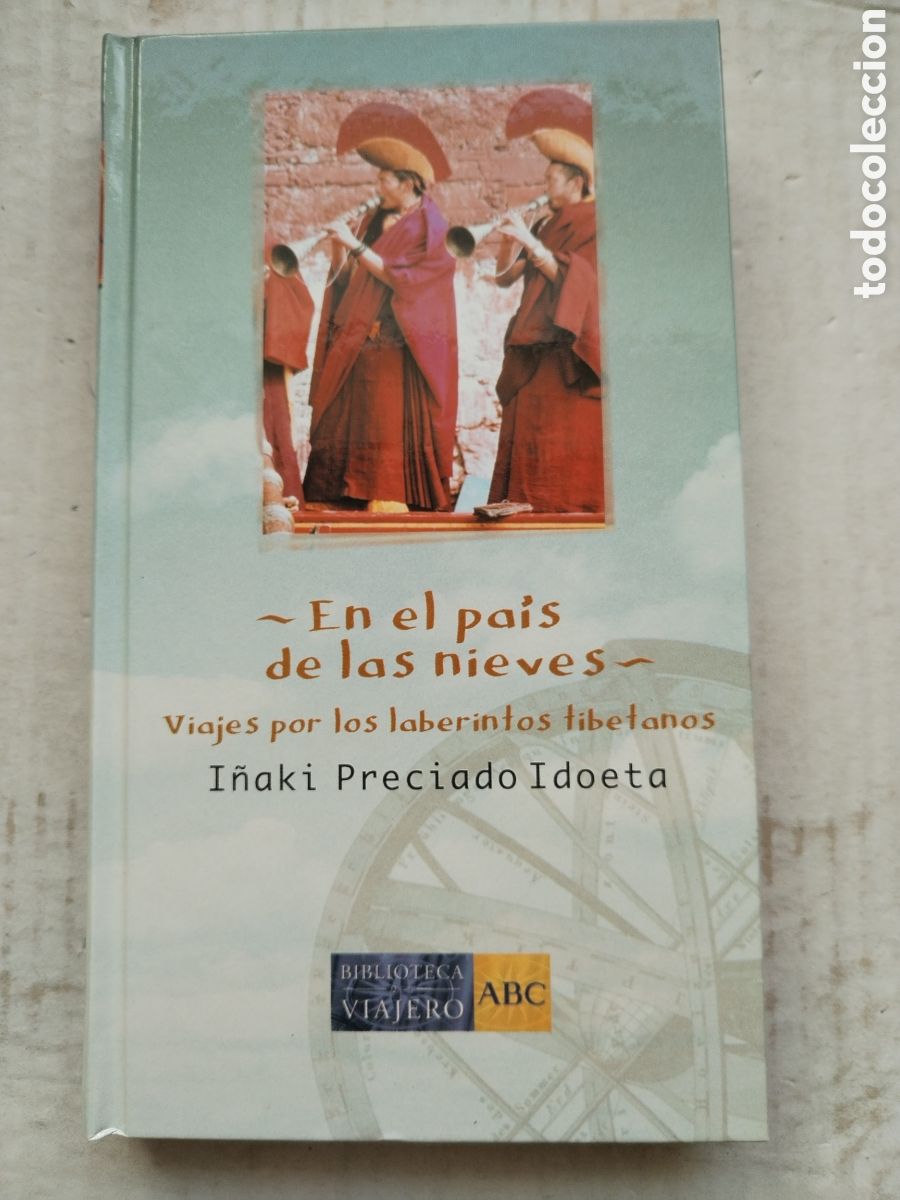 ~En el país
de las nieves~
Viajes por los laberintos tibetanos
Iñaki Preciado Idoeta
BIBLIOTECA
VIAJERO
ABC
todocoleccion